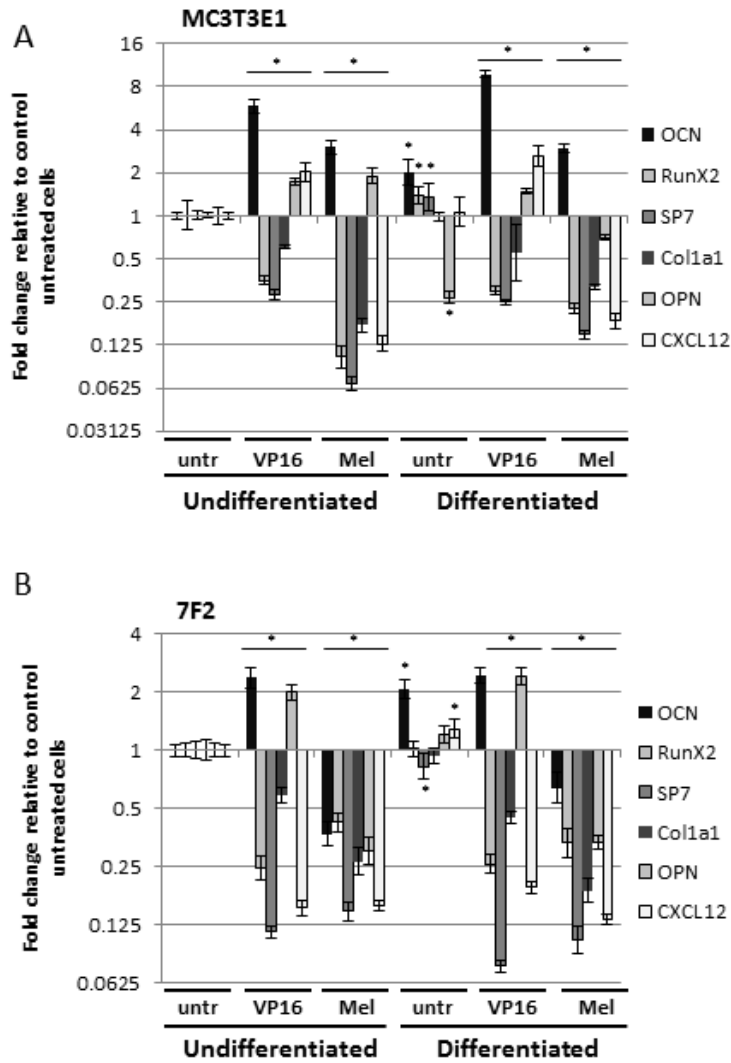 A
MC3T3E1
Fold change relative to control
untreated cells
16
8
4
2
1
0.5
0.25
0.125
0.0625
0.03125
* * * * * * * *
OCN
RunX2
SP7
Col1a1
OPN
CXCL12
untr VP16 Mel untr VP16 Mel
Undifferentiated Differentiated
B
7F2
Fold change relative to control
untreated cells
4
2
1
0.5
0.25
0.125
0.0625
* * * * * * *
OCN
RunX2
SP7
Col1a1
OPN
CXCL12
untr VP16 Mel untr VP16 Mel
Undifferentiated Differentiated